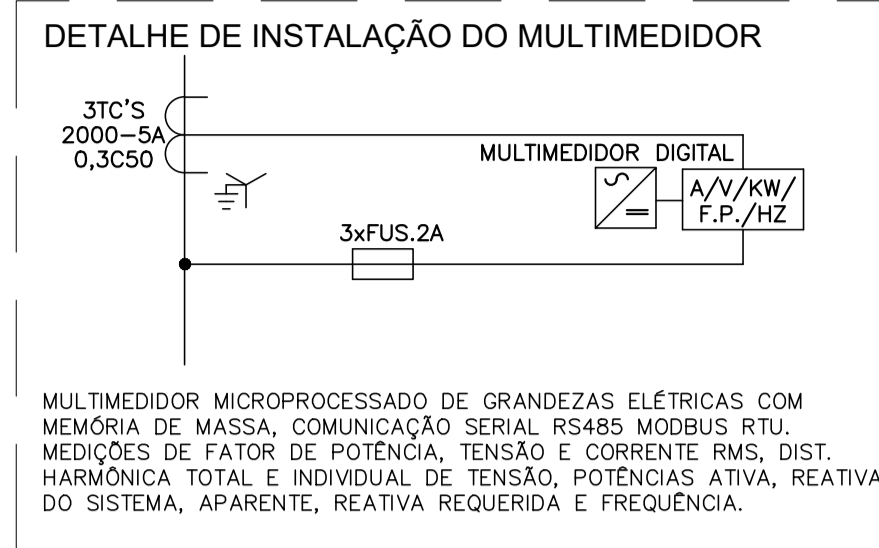 DETALHE DE INSTALAÇÃO DO MULTIMEDIDOR
3TC'S
2000-5A
0,3C50
MULTIMEDIDOR DIGITAL
A/V/KW/
F.P./HZ
3xFUS.2A
MULTIMEDIDOR MICROPROCESSADO DE GRANDEZAS ELÉTRICAS COM
MEMÓRIA DE MASSA, COMUNICAÇÃO SERIAL RS485 MODBUS RTU.
MEDIÇÕES DE FATOR DE POTÊNCIA, TENSÃO E CORRENTE RMS, DIST.
HARMÔNICA TOTAL E INDIVIDUAL DE TENSÃO, POTÊNCIAS ATIVA, REATIVA
DO SISTEMA, APARENTE, REATIVA REQUERIDA E FREQUÊNCIA.